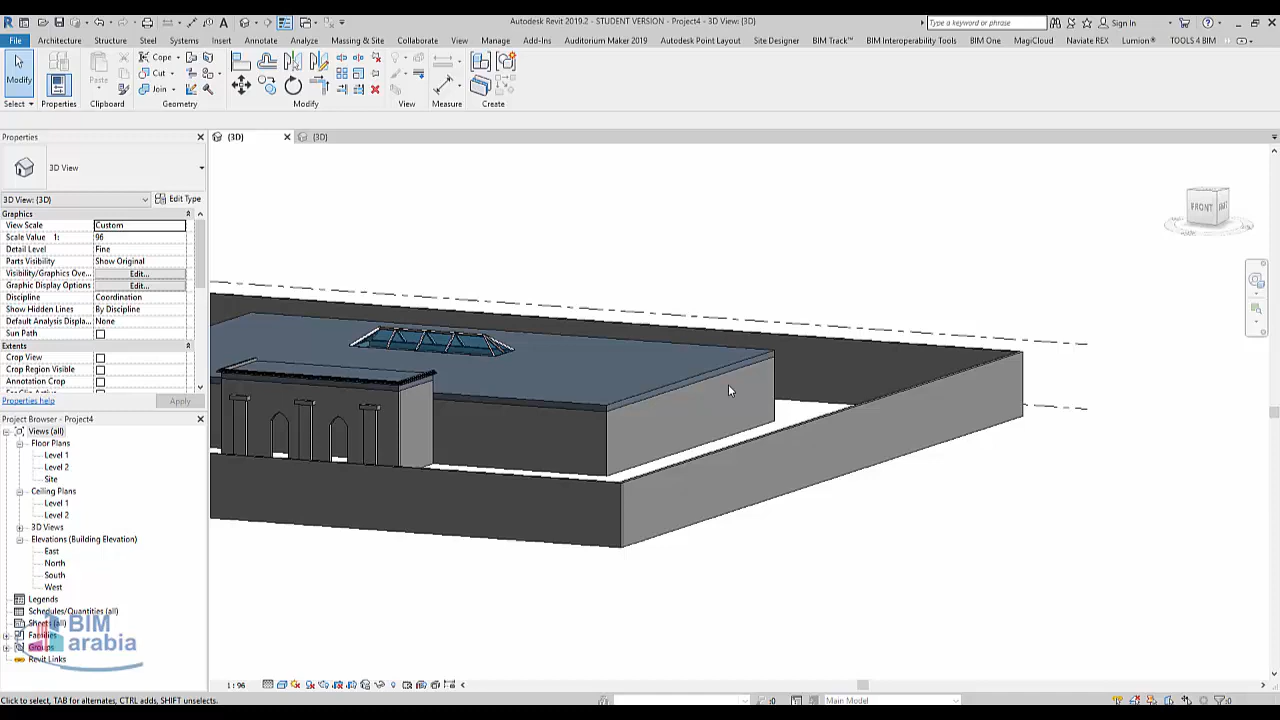 Autodesk Revit 2019.2 - STUDENT VERSION - Project4 - 3D View: {3D}
Type a keyword or phrase
Sign In
File Architecture Structure Steel Systems Insert Annotate Analyze Massing & Site Collaborate View Manage Add-Ins Auditorium Maker 2019 Autodesk Point Layout Site Designer BIM Track™ BIM Interoperability Tools BIM One MagiCloud Naviate REX Lumion® TOOLS 4 BIM
Modify
Paste
Cope
Cut
Join
Select Properties Clipboard Geometry Modify View Measure Create
Properties
{3D}
{3D}
3D View
3D View: {3D}
Edit Type
Graphics
View Scale Custom
Scale Value 1: 96
Detail Level Fine
Parts Visibility Show Original
Visibility/Graphics Ove... Edit...
Graphic Display Options Edit...
Discipline Coordination
Show Hidden Lines By Discipline
Default Analysis Displa... None
Sun Path
Extents
Crop View
Crop Region Visible
Annotation Crop
Properties help
Apply
FRONT
Project Browser - Project4
Views (all)
Floor Plans
Level 1
Level 2
Site
Ceiling Plans
Level 1
Level 2
3D Views
Elevations (Building Elevation)
East
North
South
West
Legends
Schedules/Quantities (all)
Sheets (all)
Families
Groups
Revit Links
BIM
arabia
1 : 96
Click to select, TAB for alternates, CTRL adds, SHIFT unselects.
:0
Main Model
:0